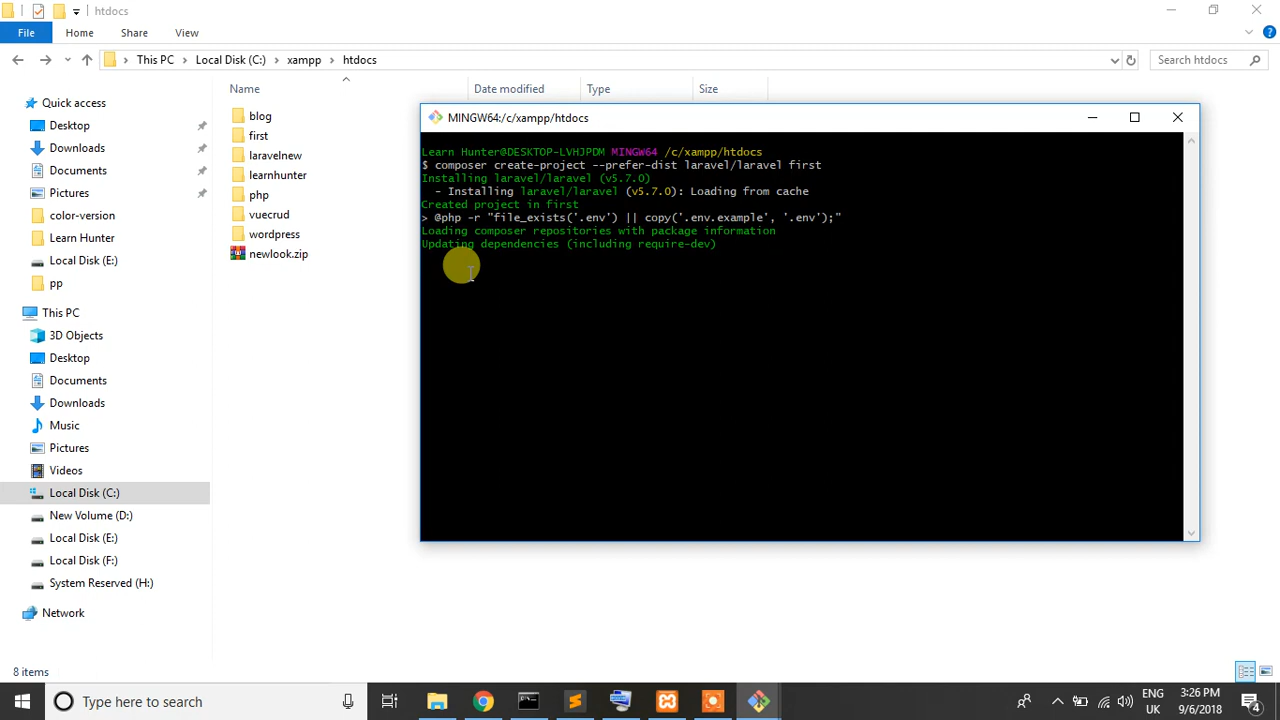 htdocs
File
Home
Share
View
This PC
Local Disk (C:)
xampp
htdocs
Search htdocs
Name
Date modified
Type
Size
Quick access
Desktop
Downloads
Documents
Pictures
color-version
Learn Hunter
Local Disk (E:)
pp
This PC
3D Objects
Desktop
Documents
Downloads
Music
Pictures
Videos
Local Disk (C:)
New Volume (D:)
Local Disk (E:)
Local Disk (F:)
System Reserved (H:)
Network
blog
first
laravelnew
learnhunter
php
vuecrud
wordpress
newlook.zip
MINGW64:/c/xampp/htdocs
Learn Hunter@DESKTOP-LVHJPDM MINGW64 /c/xampp/htdocs
$ composer create-project --prefer-dist laravel/laravel first
Installing laravel/laravel (v5.7.0)
- Installing laravel/laravel (v5.7.0): Loading from cache
Created project in first
> @php -r "file_exists('.env') || copy('.env.example', '.env');"
Loading composer repositories with package information
Updating dependencies (including require-dev)
8 items
Type here to search
ENG
UK
3:26 PM
9/6/2018
4